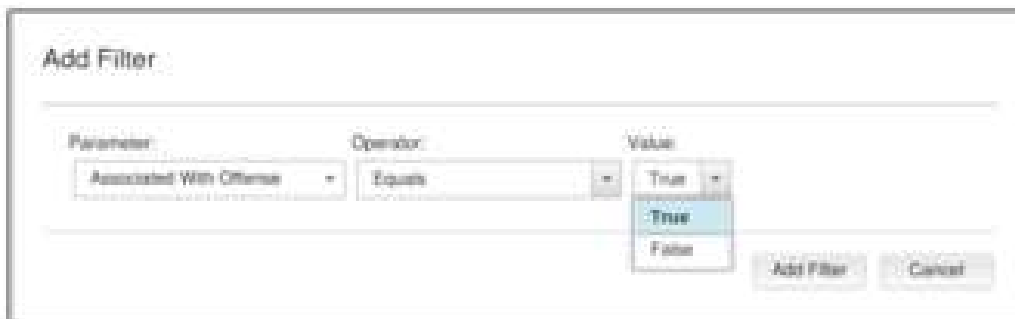 Add Filter
Parameter: Operator: Value:
Associated With Offense Equals True
True
False
Add Filter Cancel